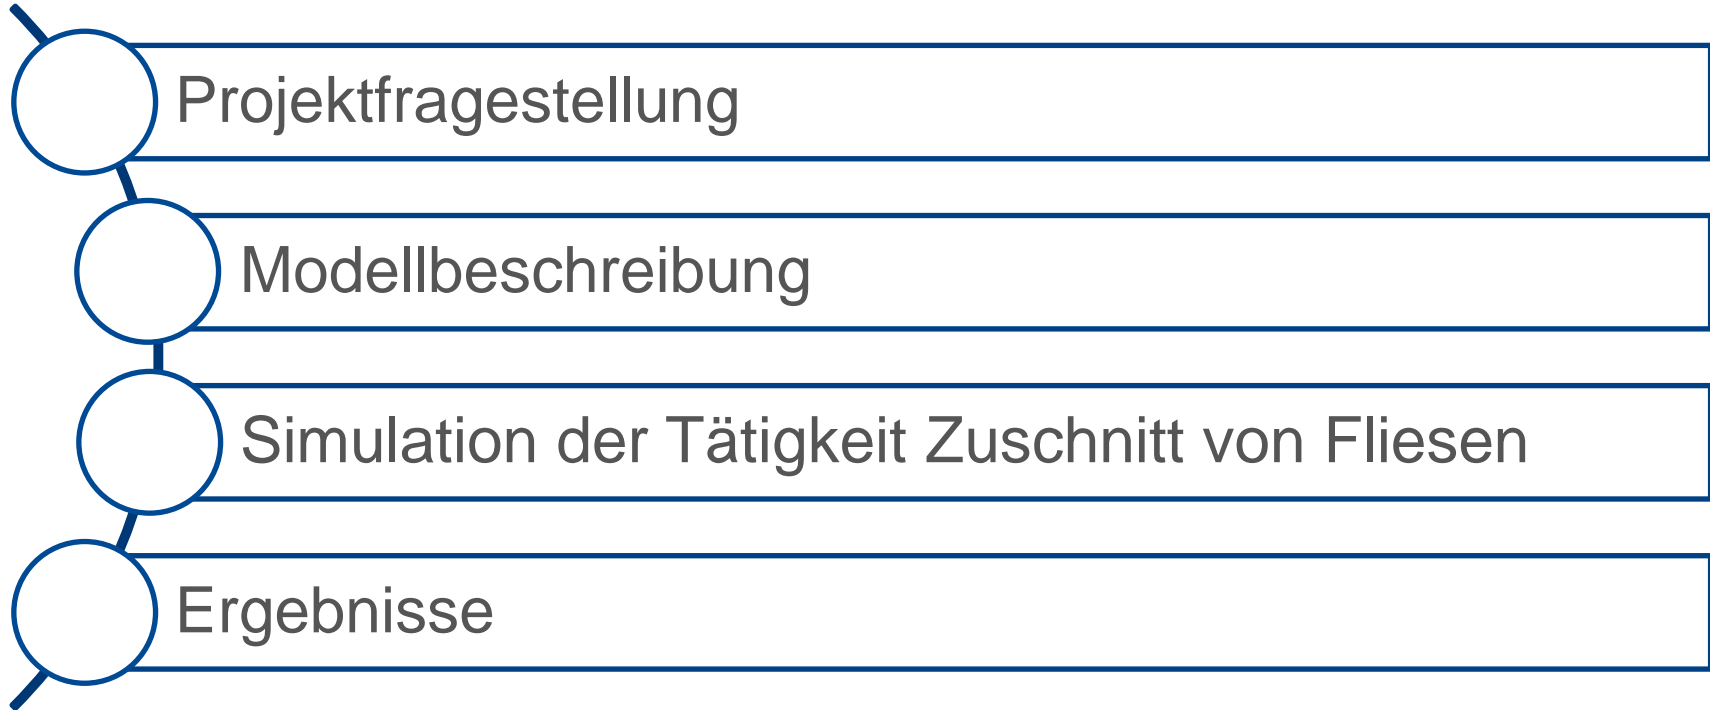 Projektfragestellung
Modellbeschreibung
Simulation der Tätigkeit Zuschnitt von Fliesen
Ergebnisse